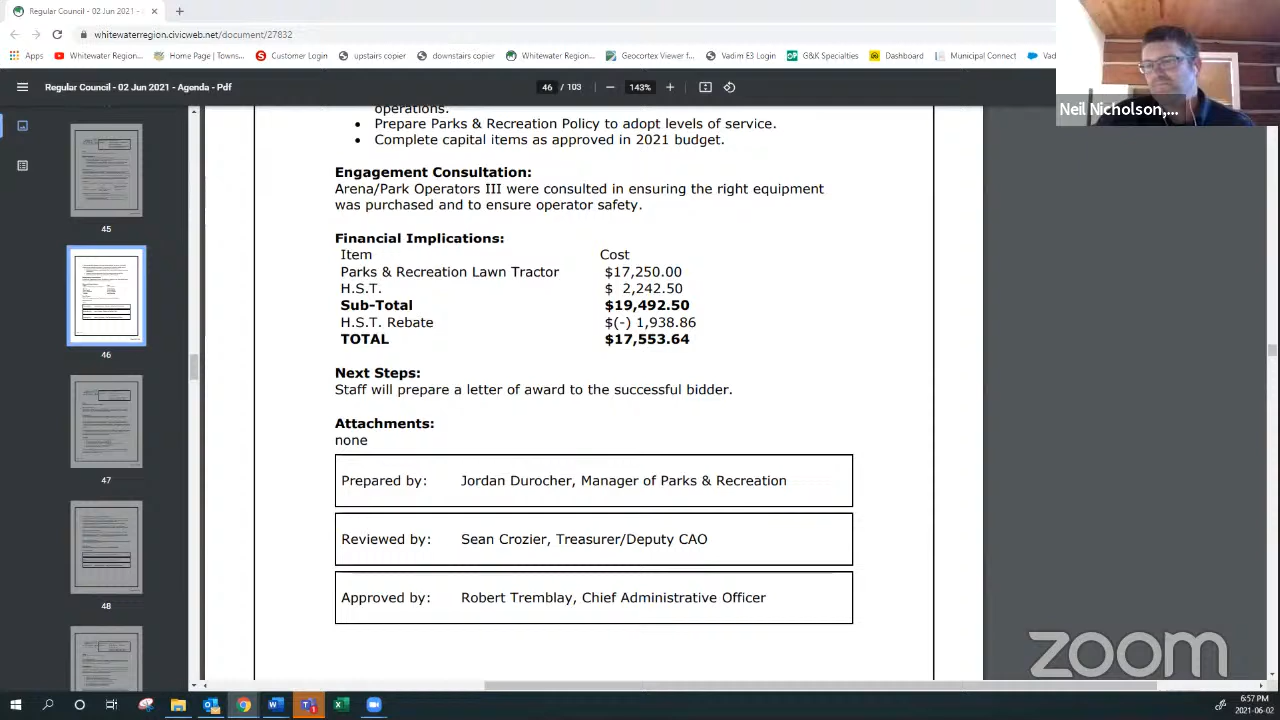 Regular Council - 02 Jun 2021 -
whitewaterregion.civicweb.net/document/27832
Apps Whitewater Region... Home Page | Towns... Customer Login upstairs copier downstairs copier Whitewater Region... Geocortex Viewer f... Vadim E3 Login G&K Specialties Dashboard Municipal Connect Vad
Neil Nicholson,...
Regular Council - 02 Jun 2021 - Agenda - Pdf 46 / 103 143%
operations.
• Prepare Parks & Recreation Policy to adopt levels of service.
• Complete capital items as approved in 2021 budget.
Engagement Consultation:
Arena/Park Operators III were consulted in ensuring the right equipment
was purchased and to ensure operator safety.
Financial Implications:
Item Cost
Parks & Recreation Lawn Tractor $17,250.00
H.S.T. $ 2,242.50
Sub-Total $19,492.50
H.S.T. Rebate $(-) 1,938.86
TOTAL $17,553.64
Next Steps:
Staff will prepare a letter of award to the successful bidder.
Attachments:
none
Prepared by: Jordan Durocher, Manager of Parks & Recreation
Reviewed by: Sean Crozier, Treasurer/Deputy CAO
Approved by: Robert Tremblay, Chief Administrative Officer
45
46
47
48
zoom
6:57 PM
2021-06-02